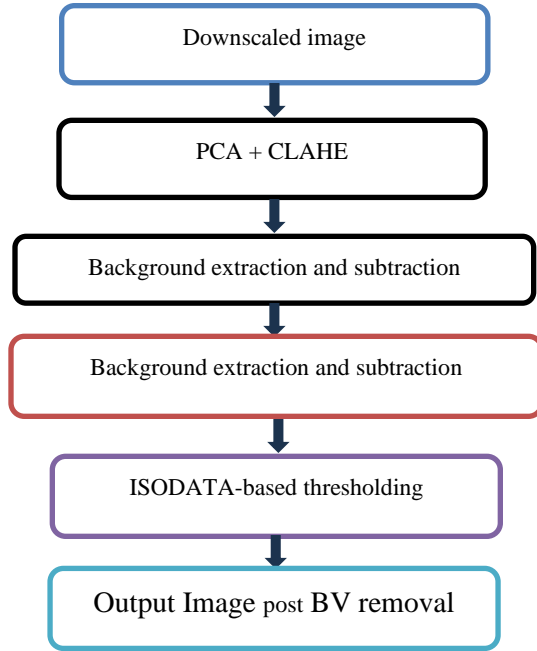 Downscaled image
PCA + CLAHE
Background extraction and subtraction
Background extraction and subtraction
ISODATA-based thresholding
Output Image post BV removal